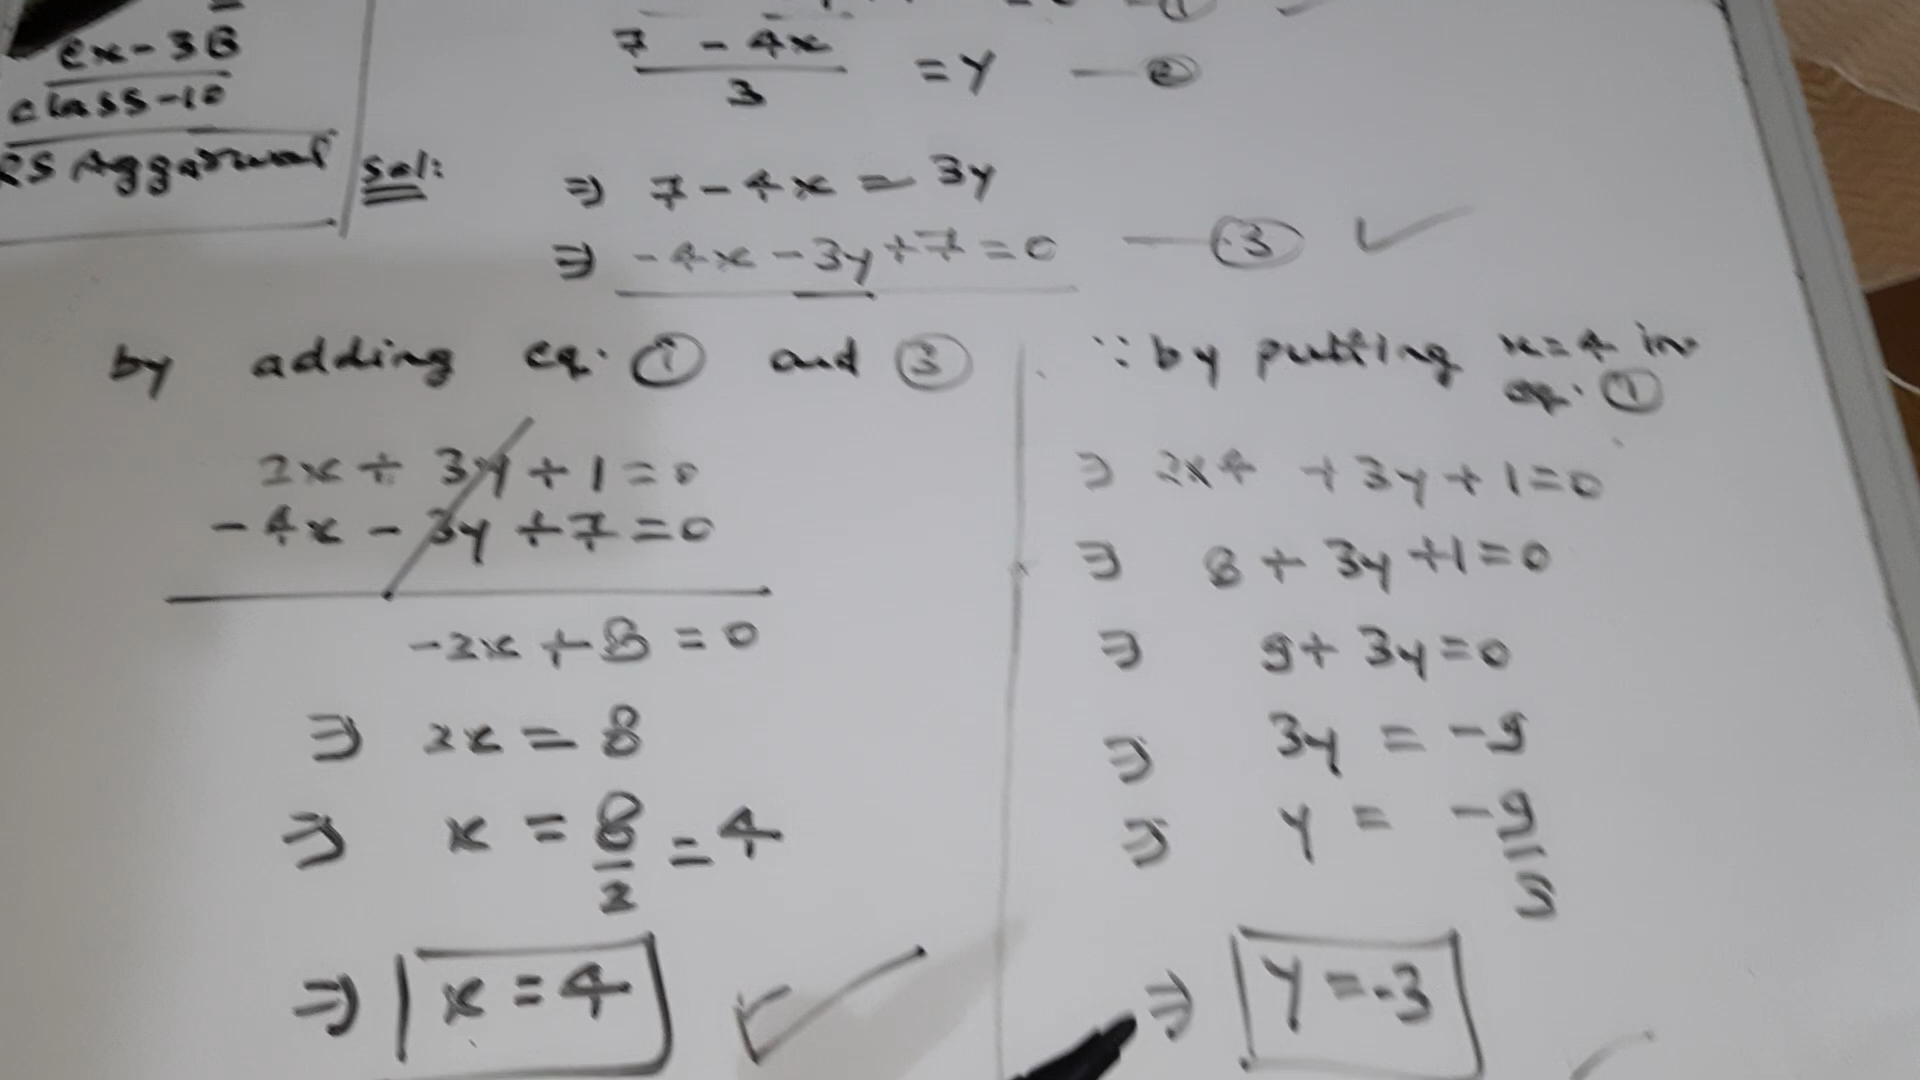 ex-3B
class-10
RS Aggarwal
7 - 4x
3
= y — ②
Sol:
⇒ 7 - 4x = 3y
⇒ -4x - 3y + 7 = 0 — ③ ✓
by adding eq. ① and ③
2x + 3y + 1 = 0
-4x - 3y + 7 = 0
-2x + 8 = 0
⇒ 2x = 8
⇒ x = 8/2 = 4
⇒ x = 4 ✓
∵ by putting x = 4 in
eq. ①
⇒ 2x4 + 3y + 1 = 0
⇒ 8 + 3y + 1 = 0
⇒ 9 + 3y = 0
⇒ 3y = -9
⇒ y = -9/3
⇒ y = -3